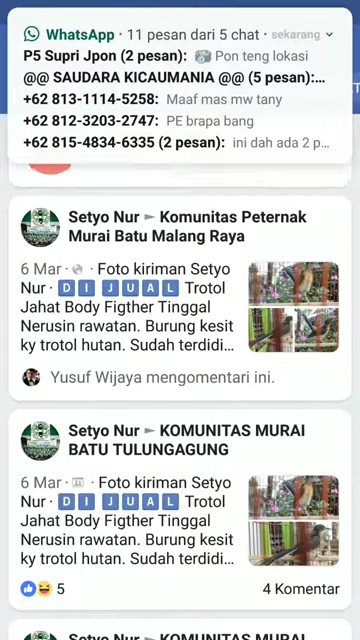 WhatsApp · 11 pesan dari 5 chat · sekarang
P5 Supri Jpon (2 pesan): 📷 Pon teng lokasi
@@ SAUDARA KICAUMANIA @@ (5 pesan):...
+62 813-1114-5258: Maaf mas mw tany
+62 812-3203-2747: PE brapa bang
+62 815-4834-6335 (2 pesan): ini dah ada 2 p...
Setyo Nur ► Komunitas Peternak
Murai Batu Malang Raya
6 Mar · Foto kiriman Setyo
Nur · 🇩🇮 🇯🇺🇦🇱 Trotol
Jahat Body Figther Tinggal
Nerusin rawatan. Burung kesit
ky trotol hutan. Sudah terdidi...
Yusuf Wijaya mengomentari ini.
Setyo Nur ► KOMUNITAS MURAI
BATU TULUNGAGUNG
6 Mar · Foto kiriman Setyo
Nur · 🇩🇮 🇯🇺🇦🇱 Trotol
Jahat Body Figther Tinggal
Nerusin rawatan. Burung kesit
ky trotol hutan. Sudah terdidi...
5
4 Komentar
Setyo Nur ► KOMUNITAS MURAI